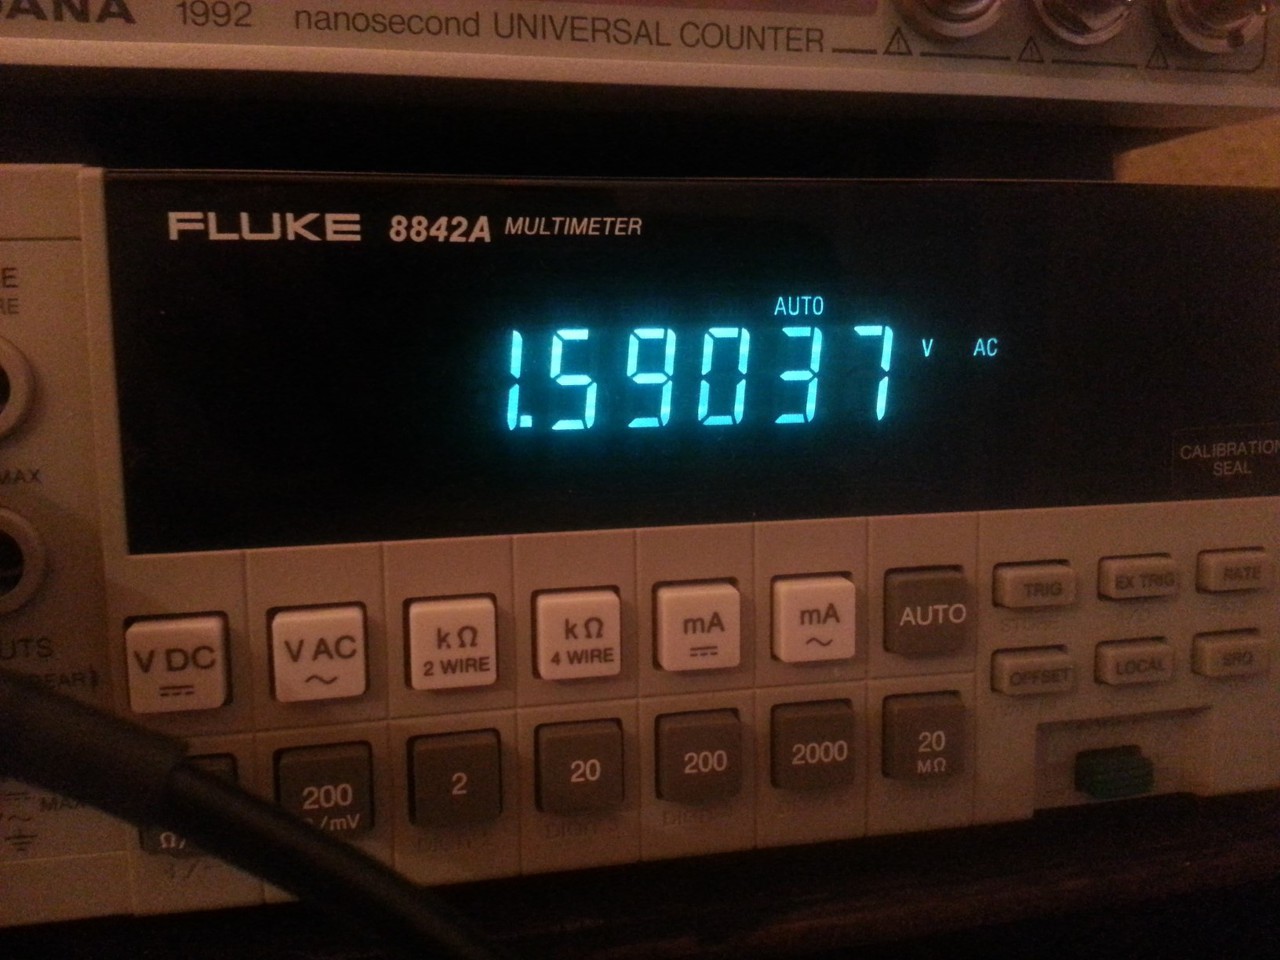 1992 nanosecond UNIVERSAL COUNTER
FLUKE 8842A MULTIMETER
AUTO
1.59037 V AC
CALIBRATION
SEAL
MAX
V DC
V AC
~
kΩ
2 WIRE
kΩ
4 WIRE
mA
mA
~
AUTO
TRIG
EX TRIG
RATE
OFFSET
LOCAL
SRQ
200
2
20
200
2000
20
MΩ